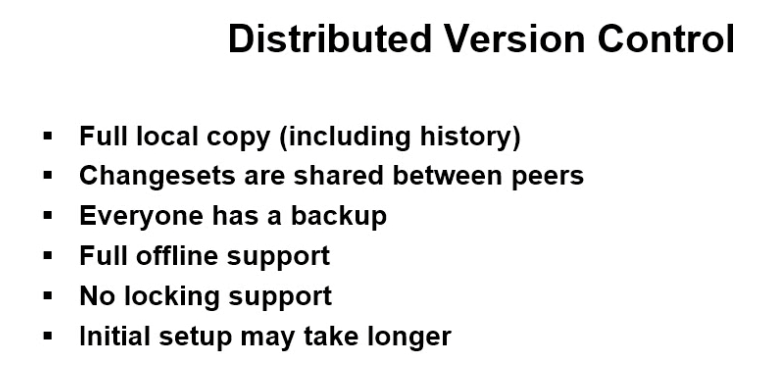 Distributed Version Control
▪ Full local copy (including history)
▪ Changesets are shared between peers
▪ Everyone has a backup
▪ Full offline support
▪ No locking support
▪ Initial setup may take longer